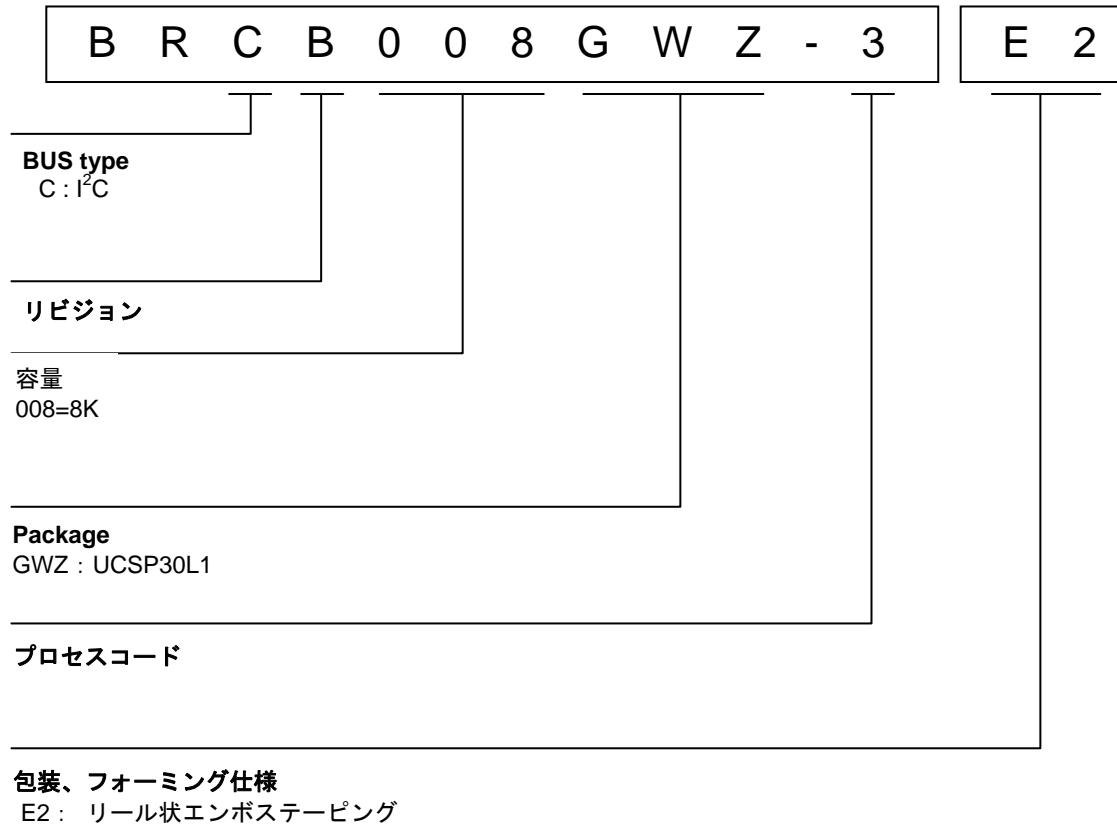 B R C B 0 0 8 G W Z - 3 E 2
BUS type
C : I²C
リビジョン
容量
008=8K
Package
GWZ : UCSP30L1
プロセスコード
包装、フォーミング仕様
E2 : リール状エンボステーピング